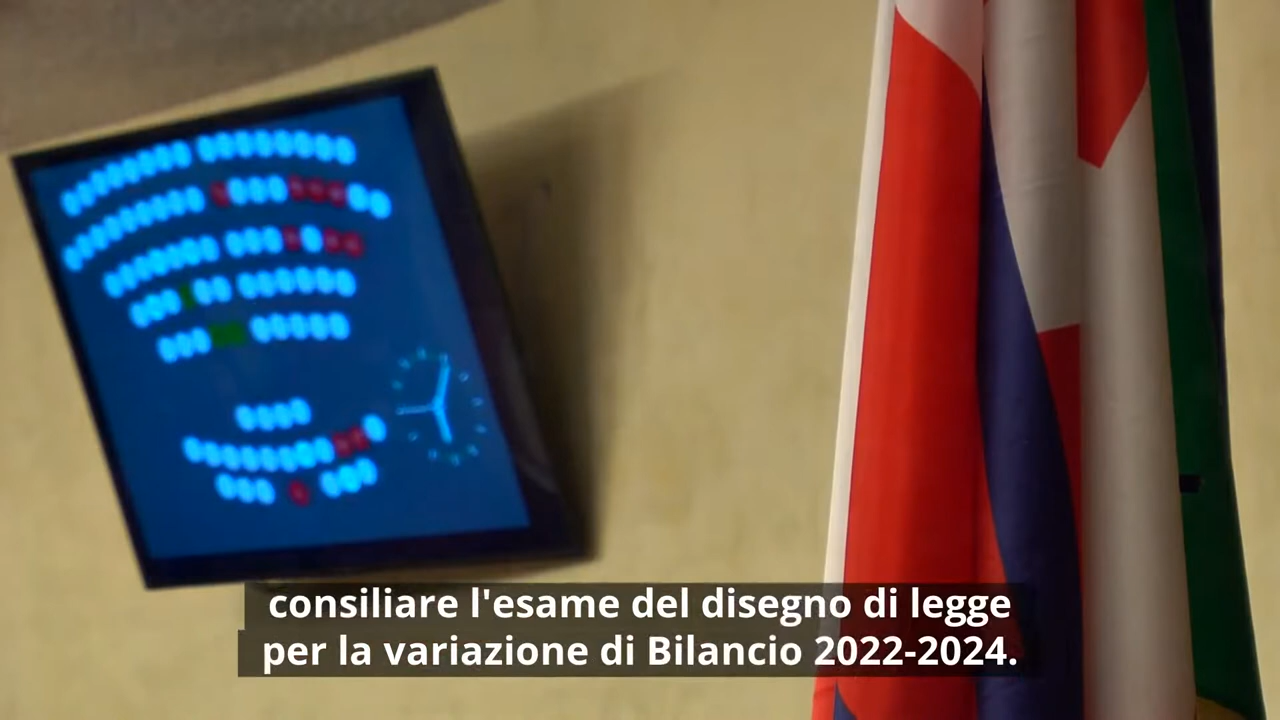 consiliare l'esame del disegno di legge
per la variazione di Bilancio 2022-2024.